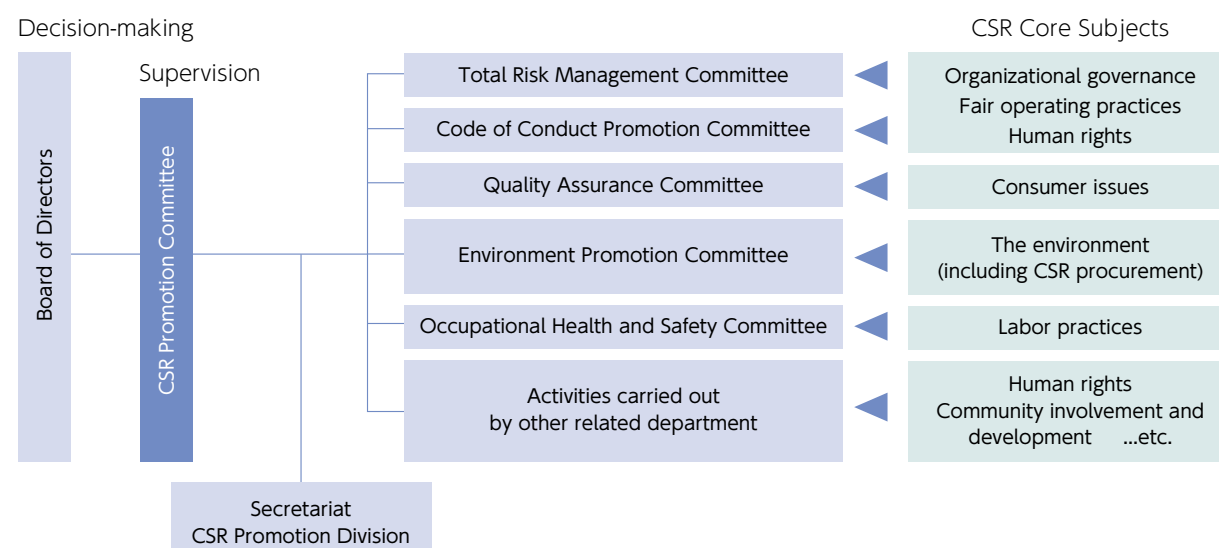 Decision-making
Supervision
CSR Core Subjects
Board of Directors
CSR Promotion Committee
Total Risk Management Committee
Code of Conduct Promotion Committee
Quality Assurance Committee
Environment Promotion Committee
Occupational Health and Safety Committee
Activities carried out
by other related department
Organizational governance
Fair operating practices
Human rights
Consumer issues
The environment
(including CSR procurement)
Labor practices
Human rights
Community involvement and
development ...etc.
Secretariat
CSR Promotion Division